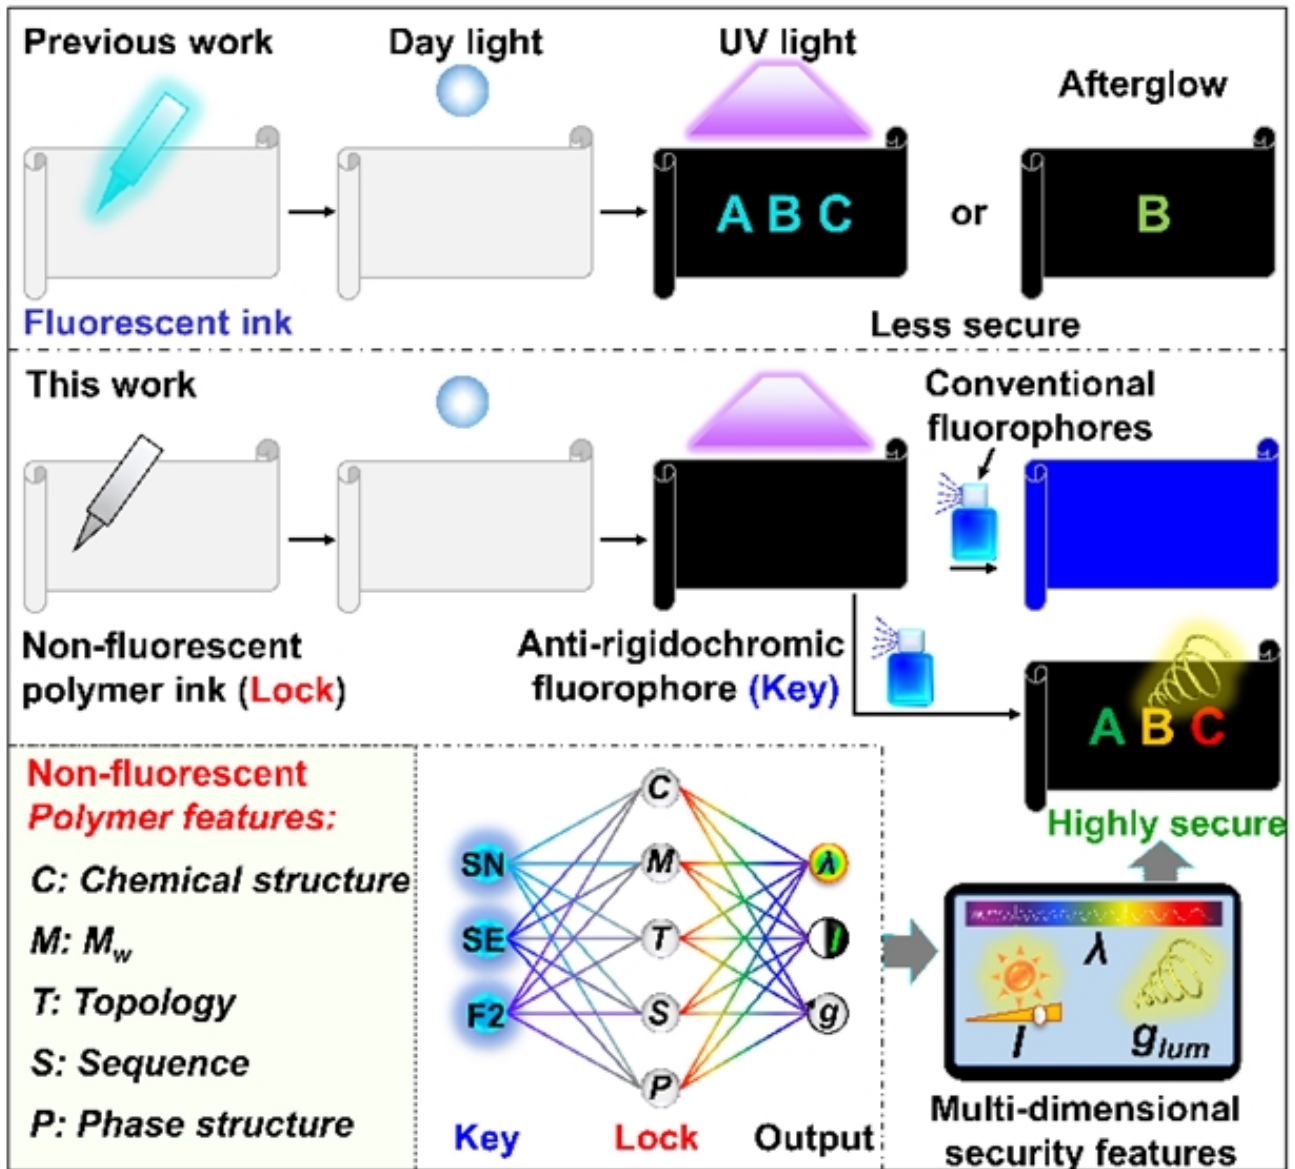 Previous work
Day light
UV light
Afterglow
A B C
or
B
Fluorescent ink
Less secure
This work
Conventional
fluorophores
Non-fluorescent
polymer ink (Lock)
Anti-rigidochromic
fluorophore (Key)
A B C
Highly secure
Non-fluorescent
Polymer features:
C: Chemical structure
M: Mw
T: Topology
S: Sequence
P: Phase structure
SN
SE
F2
C
M
T
S
P
λ
I
g
Key
Lock
Output
λ
I
glum
Multi-dimensional
security features